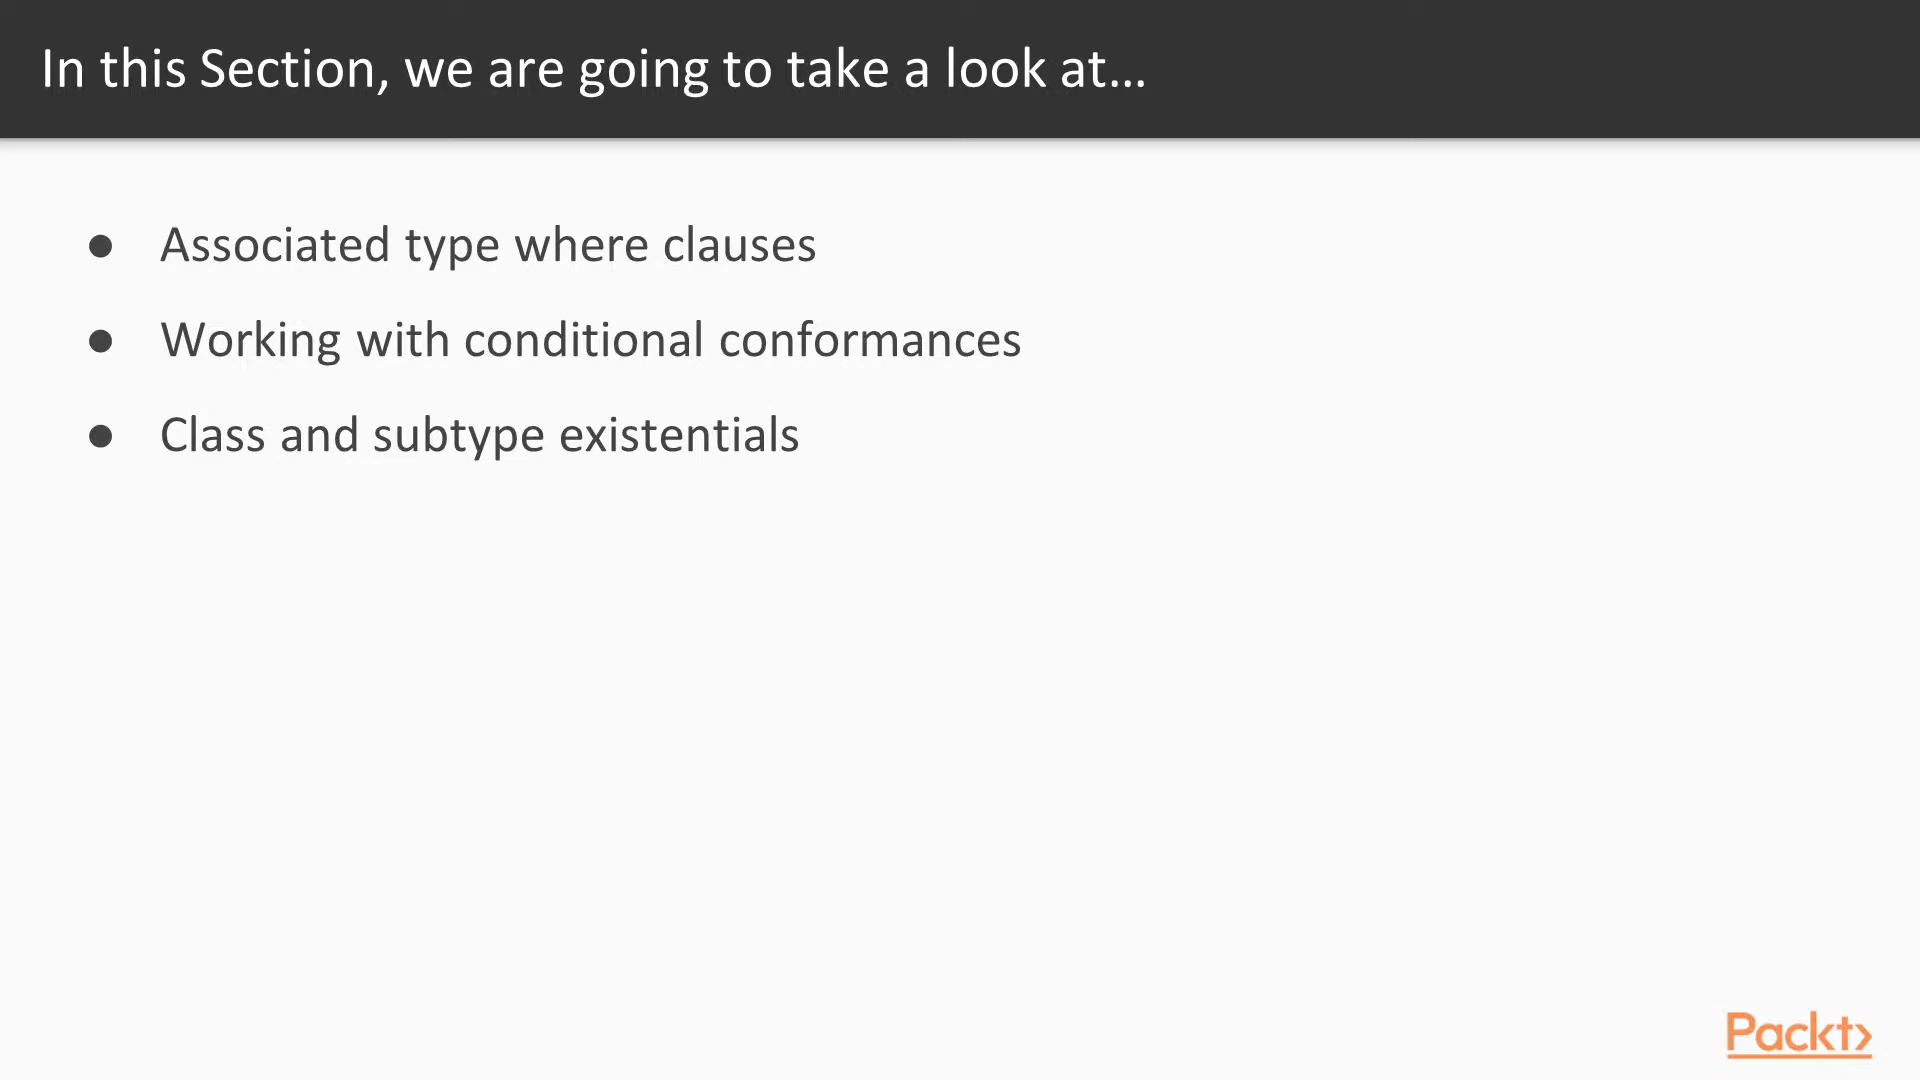 In this Section, we are going to take a look at...
● Associated type where clauses
● Working with conditional conformances
● Class and subtype existentials
Packt>